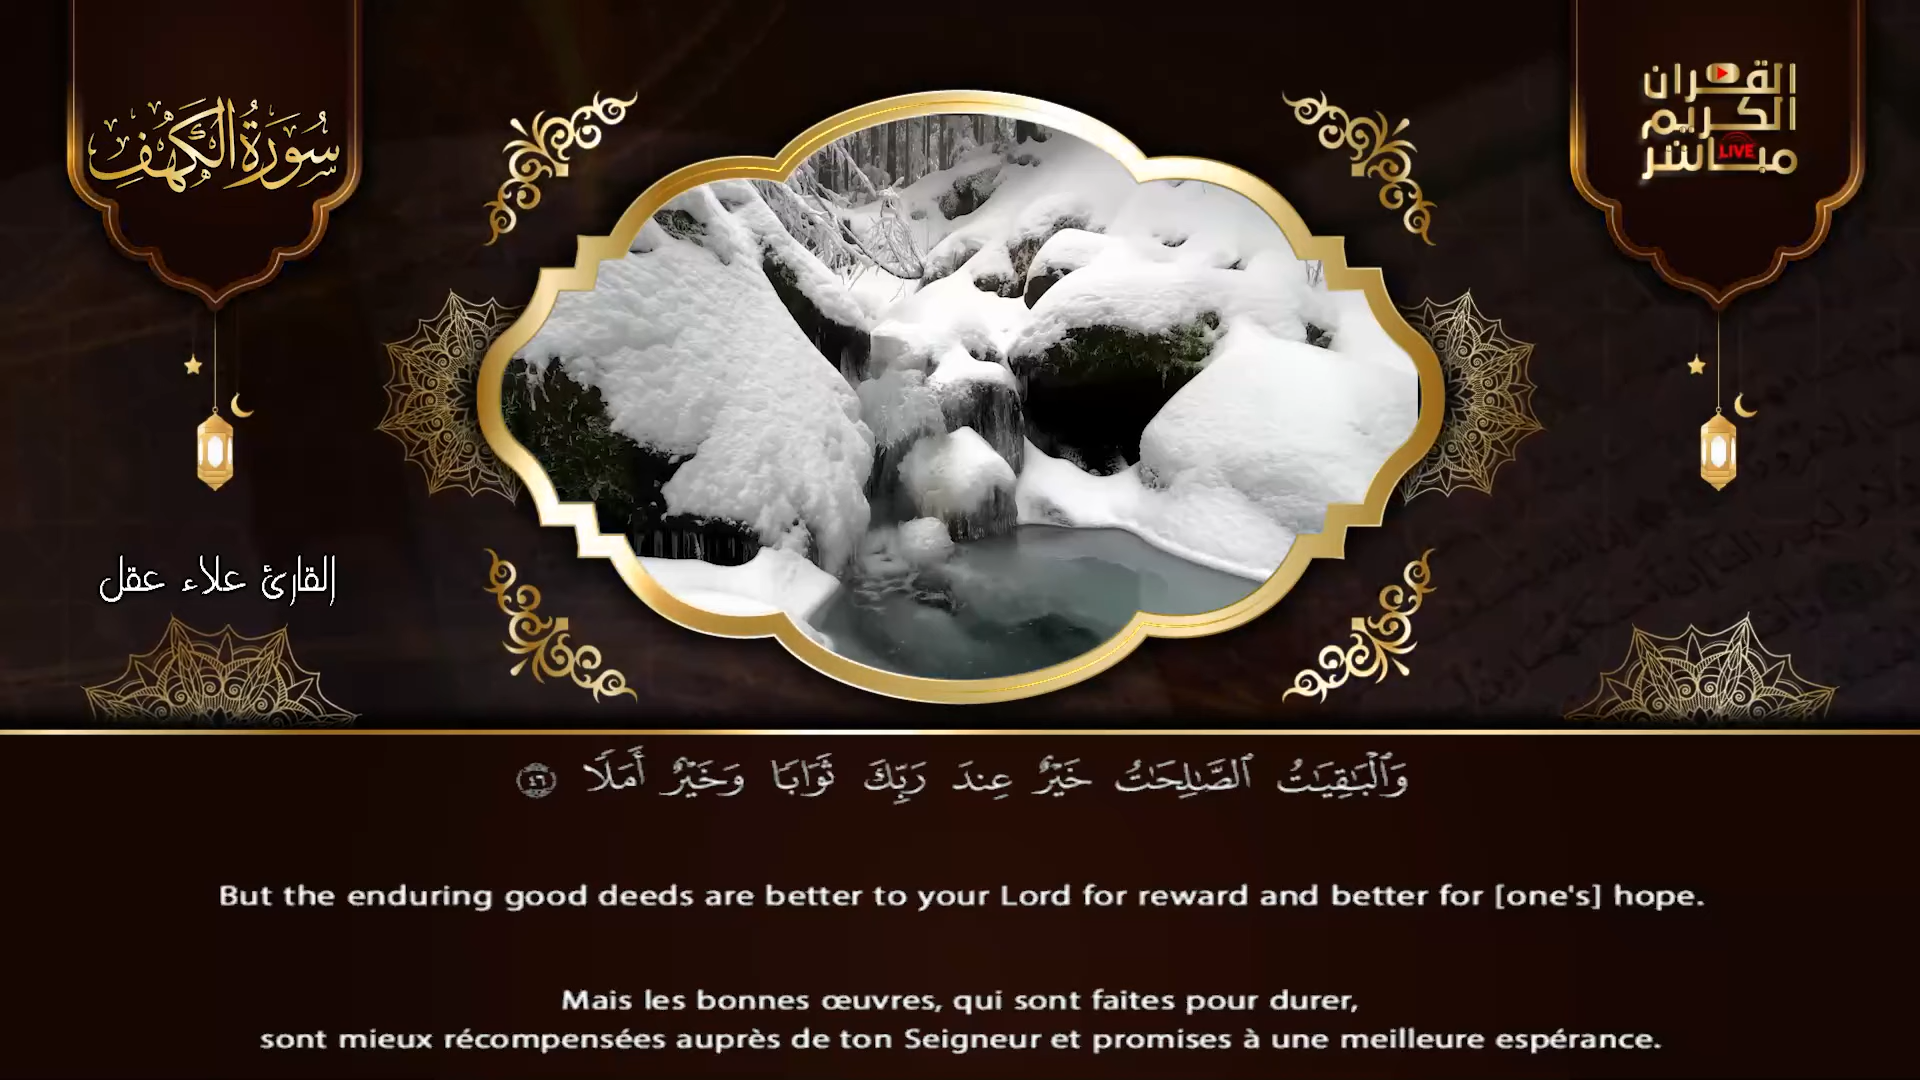 سُورَةُ الْكَهْفِ
القرآن
الكريم
مباشر
LIVE
القارئ علاء عقل
وَٱلْبَـٰقِيَـٰتُ ٱلصَّـٰلِحَـٰتُ خَيْرٌ عِندَ رَبِّكَ ثَوَابًا وَخَيْرٌ أَمَلًا ٤٦
But the enduring good deeds are better to your Lord for reward and better for [one's] hope.
Mais les bonnes œuvres, qui sont faites pour durer,
sont mieux récompensées auprès de ton Seigneur et promises à une meilleure espérance.